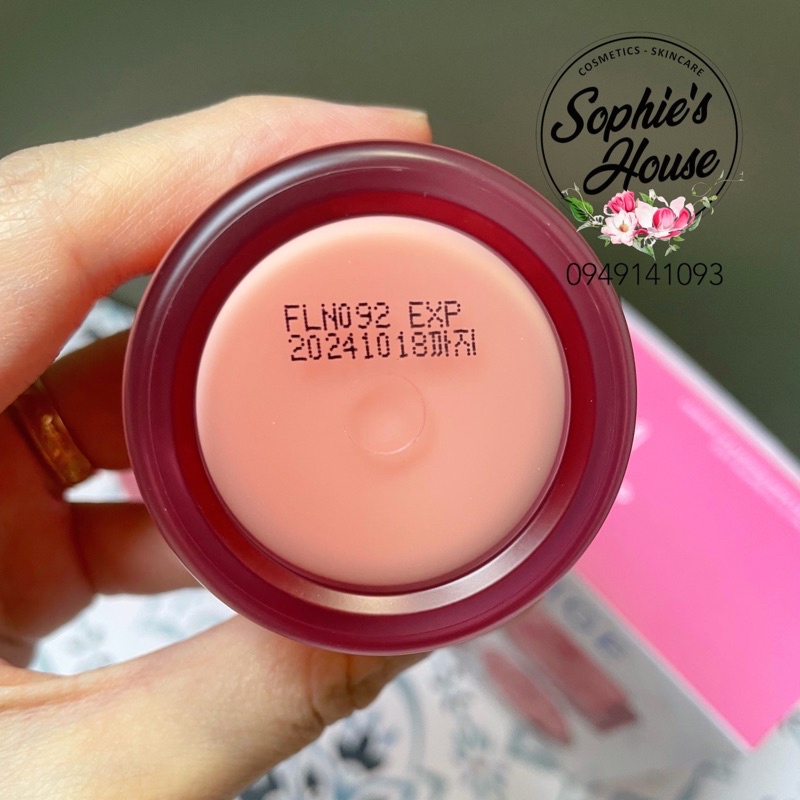 COSMETICS - SKINCARE
Sophie's
House
0949141093
FLN092 EXP
20241018까지